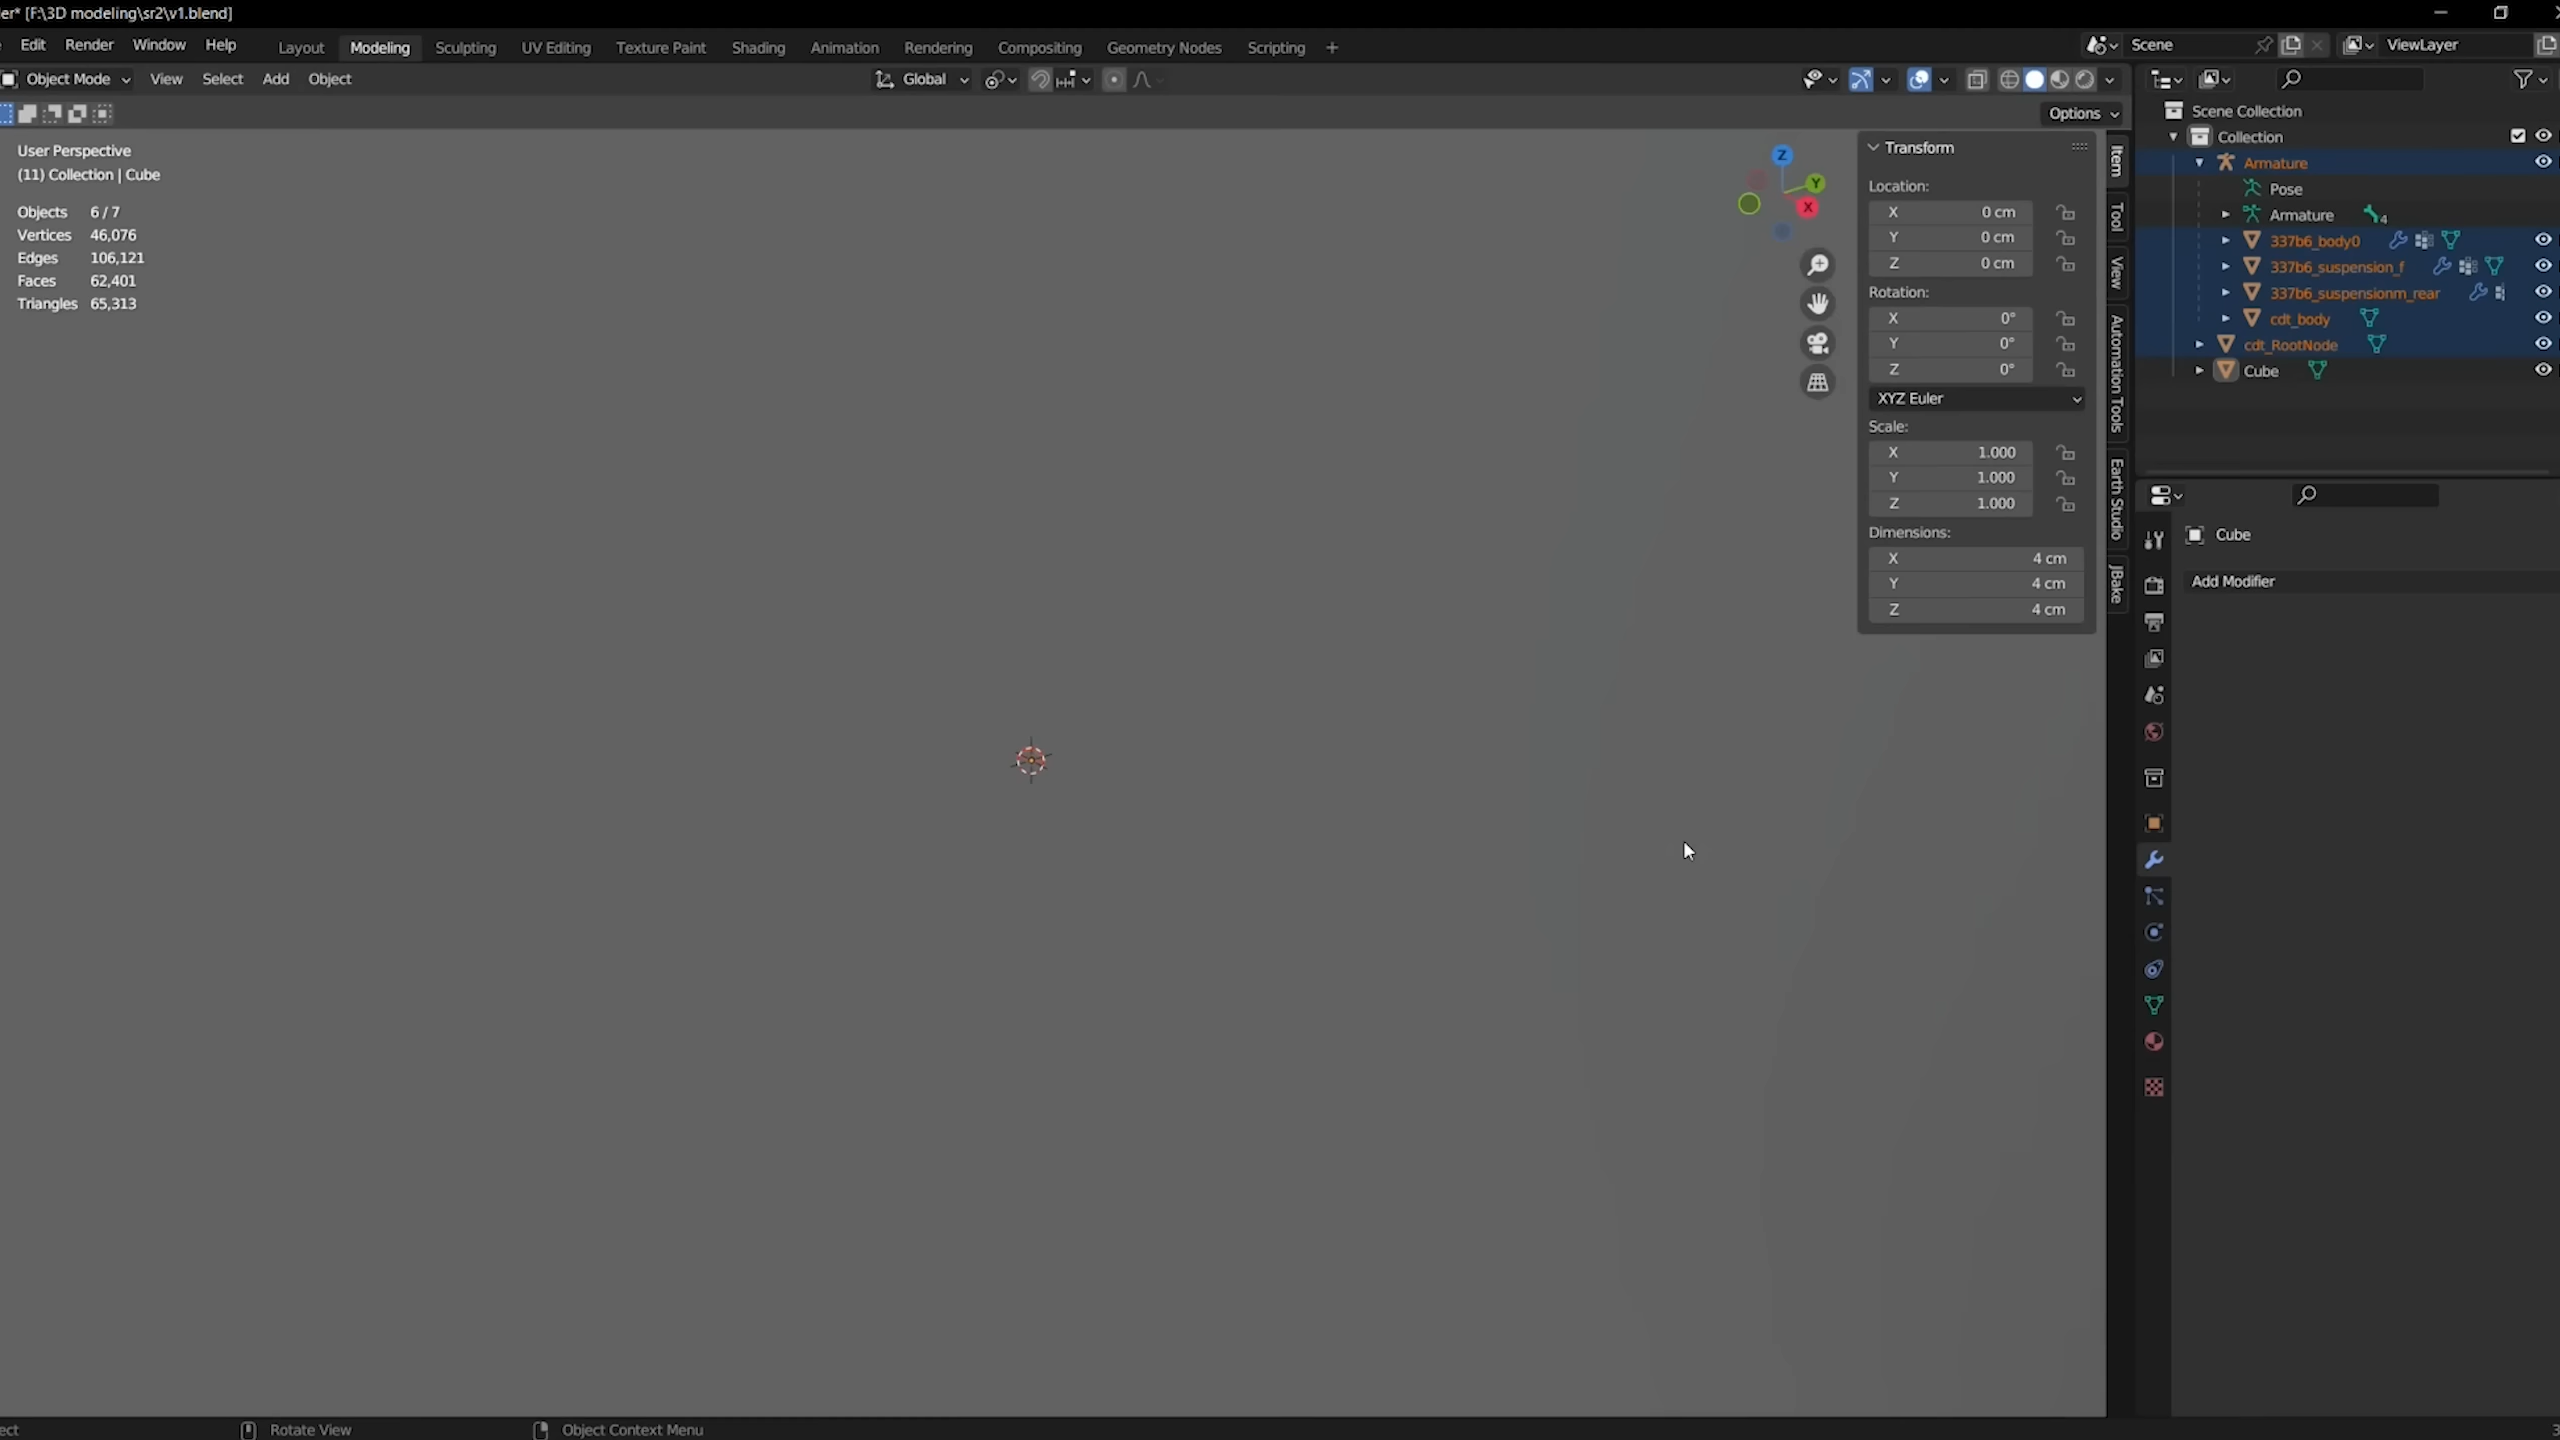 er* [F:\3D modeling\sr2\v1.blend]
Edit Render Window Help Layout Modeling Sculpting UV Editing Texture Paint Shading Animation Rendering Compositing Geometry Nodes Scripting + Scene ViewLayer
Object Mode View Select Add Object Global
Options
User Perspective
(11) Collection | Cube
Objects 6 / 7
Vertices 46,076
Edges 106,121
Faces 62,401
Triangles 65,313
Z
Y
X
Transform
Location:
X 0 cm
Y 0 cm
Z 0 cm
Rotation:
X 0°
Y 0°
Z 0°
XYZ Euler
Scale:
X 1.000
Y 1.000
Z 1.000
Dimensions:
X 4 cm
Y 4 cm
Z 4 cm
Item
Tool
View
Automation Tools
Earth Studio
JBake
Scene Collection
Collection
Armature
Pose
Armature 4
337b6_body0
337b6_suspension_f
337b6_suspensionm_rear
cdt_body
cdt_RootNode
Cube
Cube
Add Modifier
ect Rotate View Object Context Menu